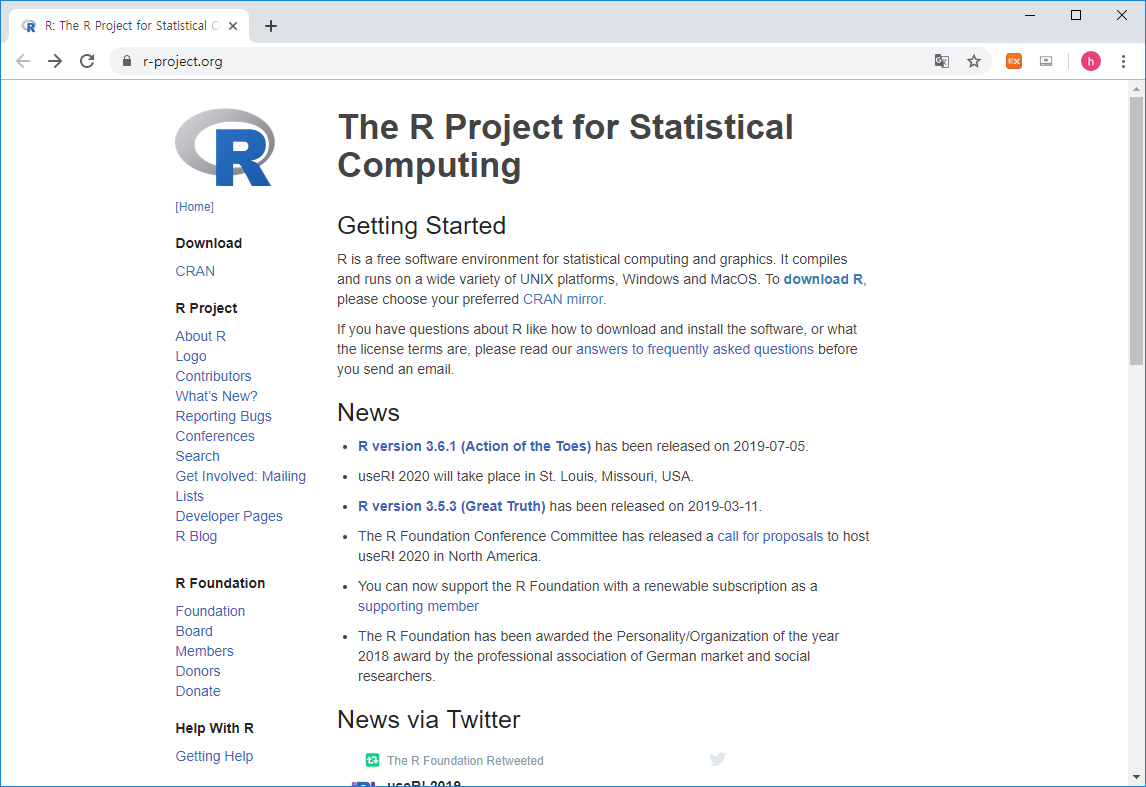 R: The R Project for Statistical
r-project.org
h
R
[Home]
Download
CRAN
R Project
About R
Logo
Contributors
What's New?
Reporting Bugs
Conferences
Search
Get Involved: Mailing
Lists
Developer Pages
R Blog
R Foundation
Foundation
Board
Members
Donors
Donate
Help With R
Getting Help
The R Project for Statistical
Computing
Getting Started
R is a free software environment for statistical computing and graphics. It compiles
and runs on a wide variety of UNIX platforms, Windows and MacOS. To download R,
please choose your preferred CRAN mirror.
If you have questions about R like how to download and install the software, or what
the license terms are, please read our answers to frequently asked questions before
you send an email.
News
R version 3.6.1 (Action of the Toes) has been released on 2019-07-05.
useR! 2020 will take place in St. Louis, Missouri, USA.
R version 3.5.3 (Great Truth) has been released on 2019-03-11.
The R Foundation Conference Committee has released a call for proposals to host
useR! 2020 in North America.
You can now support the R Foundation with a renewable subscription as a
supporting member
The R Foundation has been awarded the Personality/Organization of the year
2018 award by the professional association of German market and social
researchers.
News via Twitter
The R Foundation Retweeted
useR! 2019